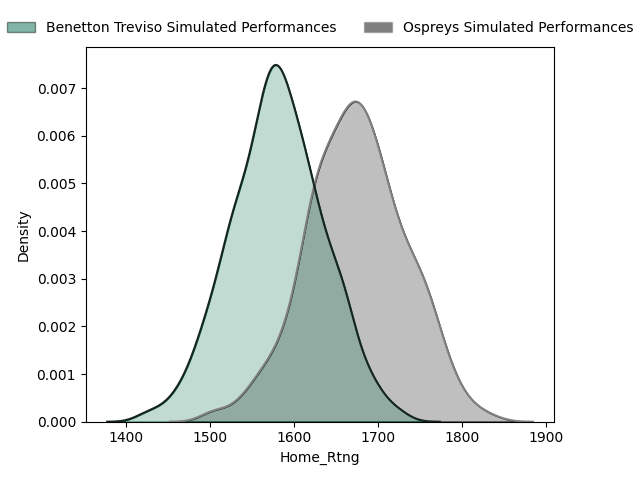 Benetton Treviso Simulated Performances
Ospreys Simulated Performances
0.007
0.006
0.005
0.004
0.003
0.002
0.001
0.000
Density
1400 1500 1600 1700 1800 1900
Home_Rtng